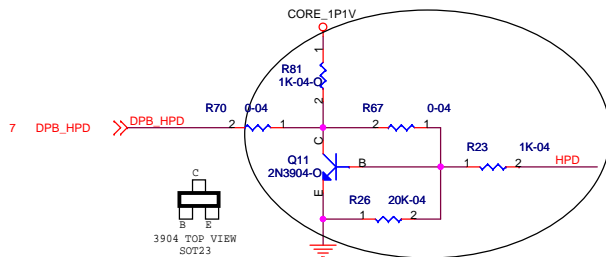 CORE_1P1V
1
R81
1K-04-O
2
R70 0-04 R67 0-04
7 DPB_HPD DPB_HPD 2 1 2 1
C R23 1K-04
Q11 B 1 2 HPD
2N3904-O
C E R26 20K-04
B E 1 2
3904 TOP VIEW
SOT23